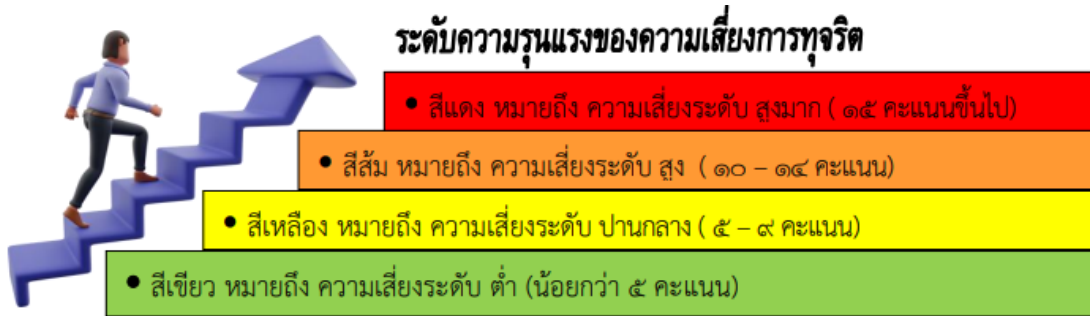 ระดับความรุนแรงของความเสี่ยงการทุจริต
• สีแดง หมายถึง ความเสี่ยงระดับ สูงมาก ( ๑๕ คะแนนขึ้นไป)
• สีส้ม หมายถึง ความเสี่ยงระดับ สูง ( ๑๐ – ๑๔ คะแนน)
• สีเหลือง หมายถึง ความเสี่ยงระดับ ปานกลาง ( ๕ – ๙ คะแนน)
• สีเขียว หมายถึง ความเสี่ยงระดับ ต่ำ (น้อยกว่า ๕ คะแนน)